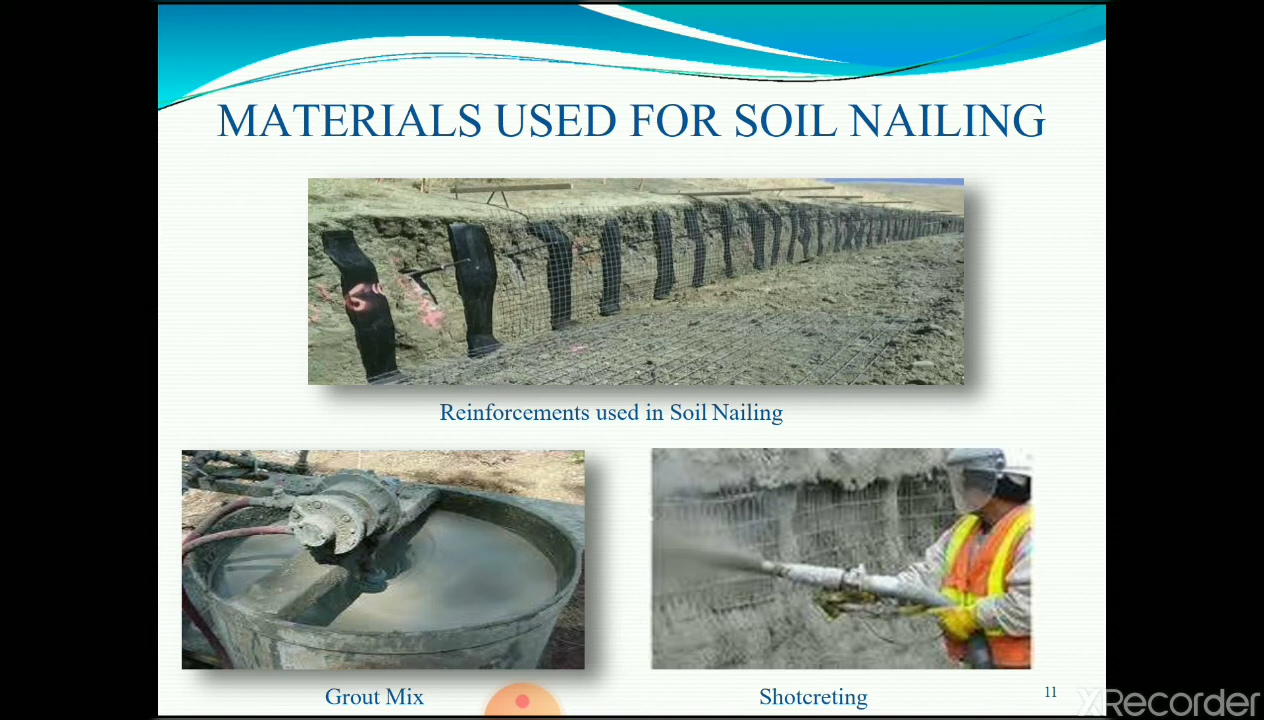 MATERIALS USED FOR SOIL NAILING
Reinforcements used in Soil Nailing
Grout Mix
Shotcreting
11
XRecorder